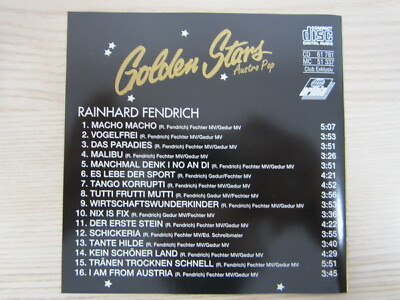 Golden Stars
Austro Pop
COMPACT
disc
DIGITAL AUDIO
CD 61 781
MC 51 337
Club Exklusiv
RAINHARD FENDRICH
1. MACHO MACHO (R. Fendrich) Fechter MV/Gedur MV 5:07
2. VOGELFREI (R. Fendrich) Fechter MV/Gedur MV 3:53
3. DAS PARADIES (R. Fendrich) Fechter MV/Gedur MV 3:51
4. MALIBU (R. Fendrich) Fechter MV/Gedur MV 3:26
5. MANCHMAL DENK I NO AN DI (R. Fendrich) Fechter MV/Gedur MV 3:51
6. ES LEBE DER SPORT (R. Fendrich) Gedur/Fechter MV 4:21
7. TANGO KORRUPTI (R. Fendrich) Fechter MV/Gedur MV 4:52
8. TUTTI FRUTTI MUTTI (R. Fendrich) Gedur MV/Fechter MV 3:56
9. WIRTSCHAFTSWUNDERKINDER (R. Fendrich) Fechter MV/Gedur MV 3:53
10. NIX IS FIX (R. Fendrich) Gedur MV/Fechter MV 3:36
11. DER ERSTE STEIN (R. Fendrich) Fechter MV/Gedur MV 4:22
12. SCHICKERIA (R. Fendrich) Fechter MV/Ed. Schreibmaier 3:55
13. TANTE HILDE (R. Fendrich) Fechter MV/Gedur MV 3:40
14. KEIN SCHÖNER LAND (R. Fendrich) Fechter MV/Gedur MV 4:29
15. TRÄNEN TROCKNEN SCHNELL (R. Fendrich) Fechter MV/Gedur MV 5:51
16. I AM FROM AUSTRIA (R. Fendrich) Fechter MV/Gedur MV 3:45